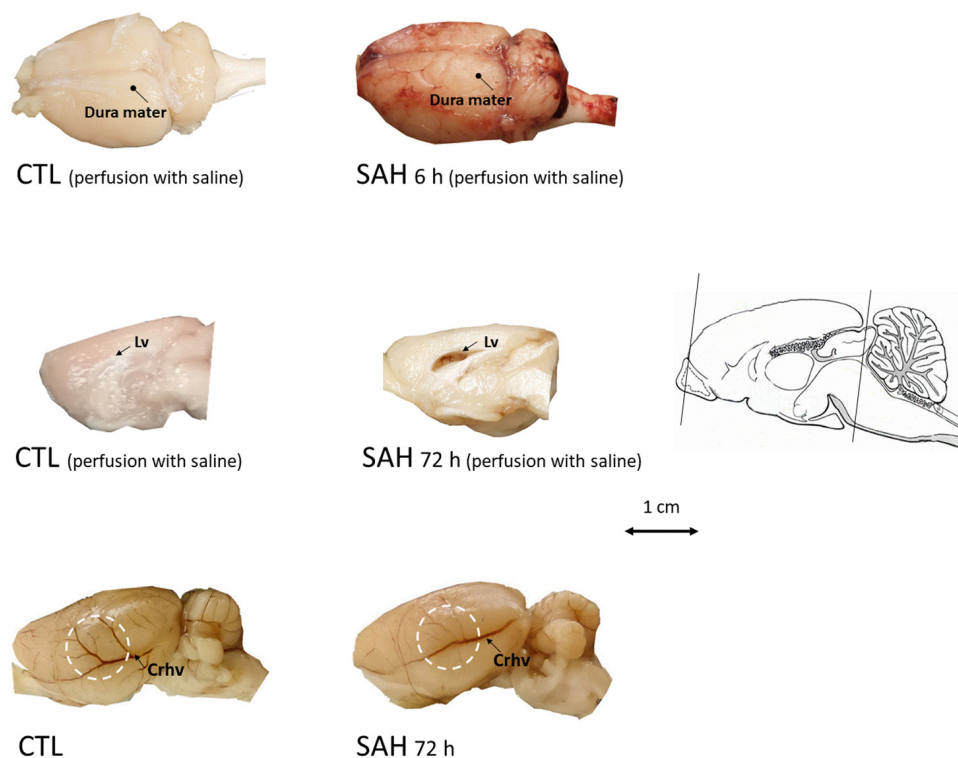 Dura mater
Dura mater
CTL (perfusion with saline)
SAH 6 h (perfusion with saline)
Lv
Lv
CTL (perfusion with saline)
SAH 72 h (perfusion with saline)
1 cm
Crhv
Crhv
CTL
SAH 72 h